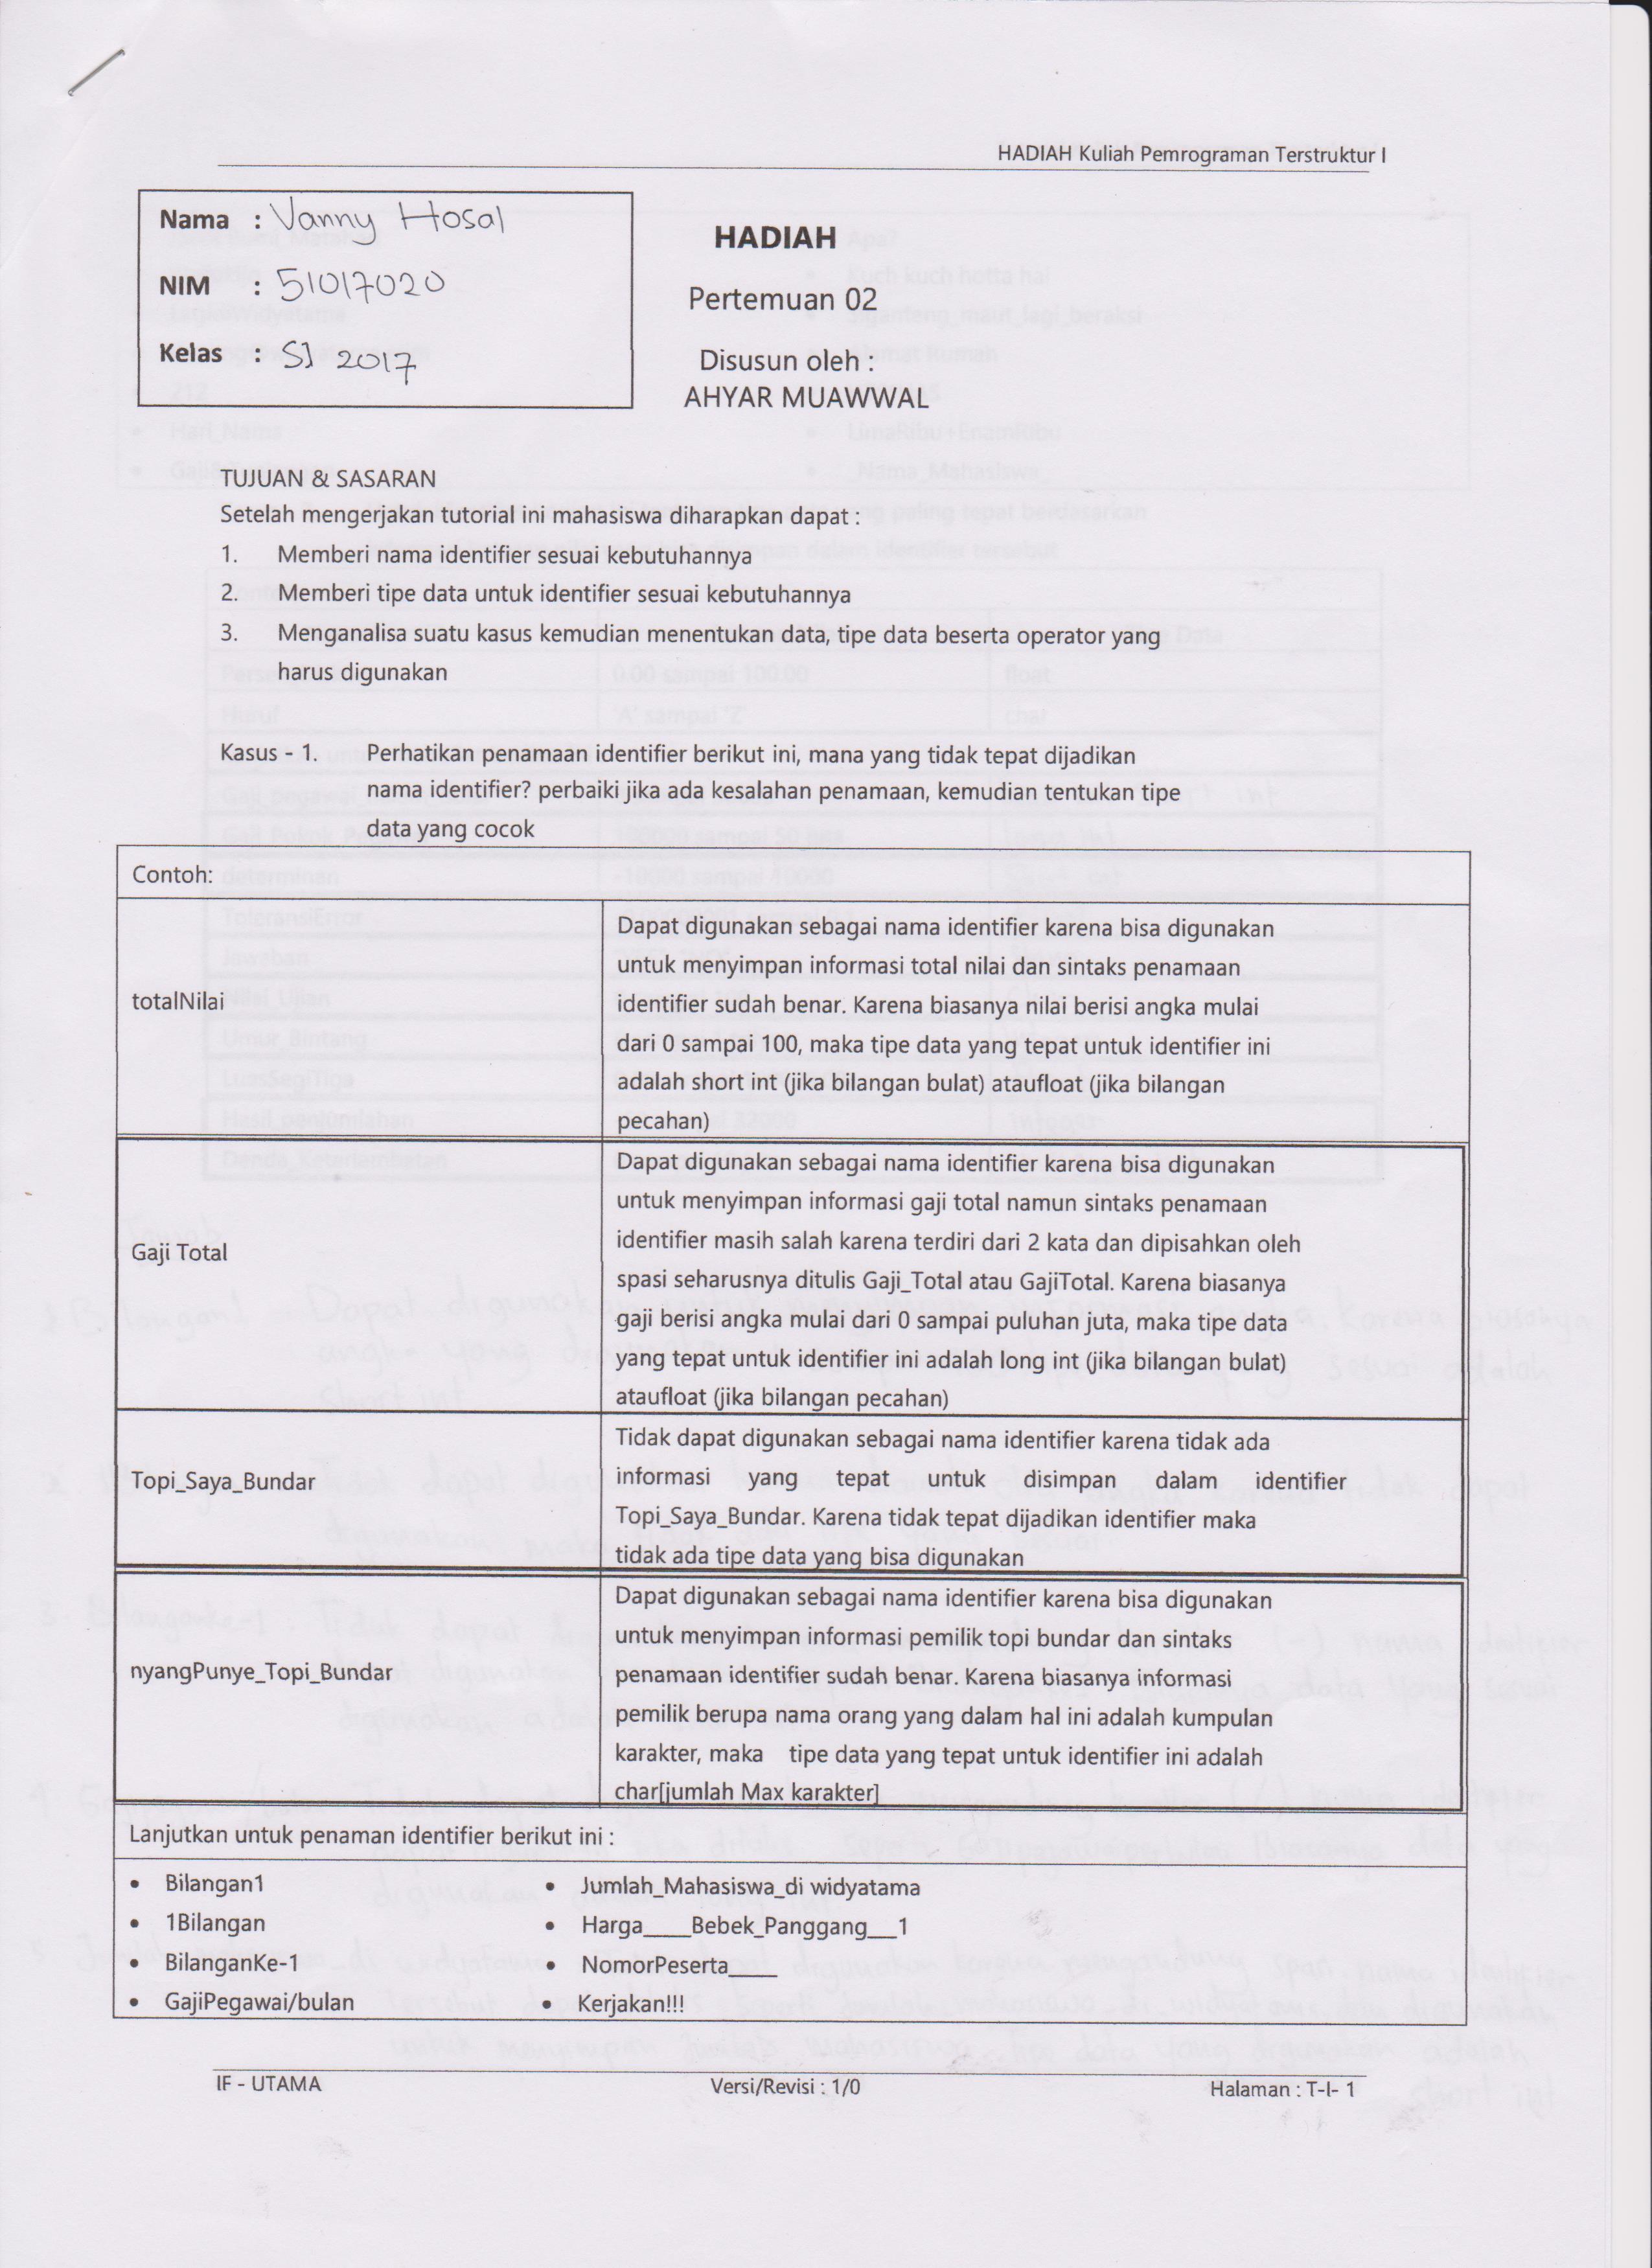 HADIAH Kuliah Pemrograman Terstruktur I
Nama : Vanny Hosal
NIM : 51017020
Kelas : SI 2017
HADIAH
Pertemuan 02
Disusun oleh :
AHYAR MUAWWAL
TUJUAN & SASARAN
Setelah mengerjakan tutorial ini mahasiswa diharapkan dapat :
1. Memberi nama identifier sesuai kebutuhannya
2. Memberi tipe data untuk identifier sesuai kebutuhannya
3. Menganalisa suatu kasus kemudian menentukan data, tipe data beserta operator yang
harus digunakan
Kasus - 1. Perhatikan penamaan identifier berikut ini, mana yang tidak tepat dijadikan
nama identifier? perbaiki jika ada kesalahan penamaan, kemudian tentukan tipe
data yang cocok
Contoh:
totalNilai
Dapat digunakan sebagai nama identifier karena bisa digunakan
untuk menyimpan informasi total nilai dan sintaks penamaan
identifier sudah benar. Karena biasanya nilai berisi angka mulai
dari 0 sampai 100, maka tipe data yang tepat untuk identifier ini
adalah short int (jika bilangan bulat) ataufloat (jika bilangan
pecahan)
Gaji Total
Dapat digunakan sebagai nama identifier karena bisa digunakan
untuk menyimpan informasi gaji total namun sintaks penamaan
identifier masih salah karena terdiri dari 2 kata dan dipisahkan oleh
spasi seharusnya ditulis Gaji_Total atau GajiTotal. Karena biasanya
gaji berisi angka mulai dari 0 sampai puluhan juta, maka tipe data
yang tepat untuk identifier ini adalah long int (jika bilangan bulat)
ataufloat (jika bilangan pecahan)
Topi_Saya_Bundar
Tidak dapat digunakan sebagai nama identifier karena tidak ada
informasi yang tepat untuk disimpan dalam identifier
Topi_Saya_Bundar. Karena tidak tepat dijadikan identifier maka
tidak ada tipe data yang bisa digunakan
nyangPunye_Topi_Bundar
Dapat digunakan sebagai nama identifier karena bisa digunakan
untuk menyimpan informasi pemilik topi bundar dan sintaks
penamaan identifier sudah benar. Karena biasanya informasi
pemilik berupa nama orang yang dalam hal ini adalah kumpulan
karakter, maka tipe data yang tepat untuk identifier ini adalah
char[jumlah Max karakter]
Lanjutkan untuk penaman identifier berikut ini :
• Bilangan1
• 1Bilangan
• BilanganKe-1
• GajiPegawai/bulan
• Jumlah_Mahasiswa_di widyatama
• Harga____Bebek_Panggang__1
• NomorPeserta____
• Kerjakan!!!
IF - UTAMA
Versi/Revisi : 1/0
Halaman : T-I- 1